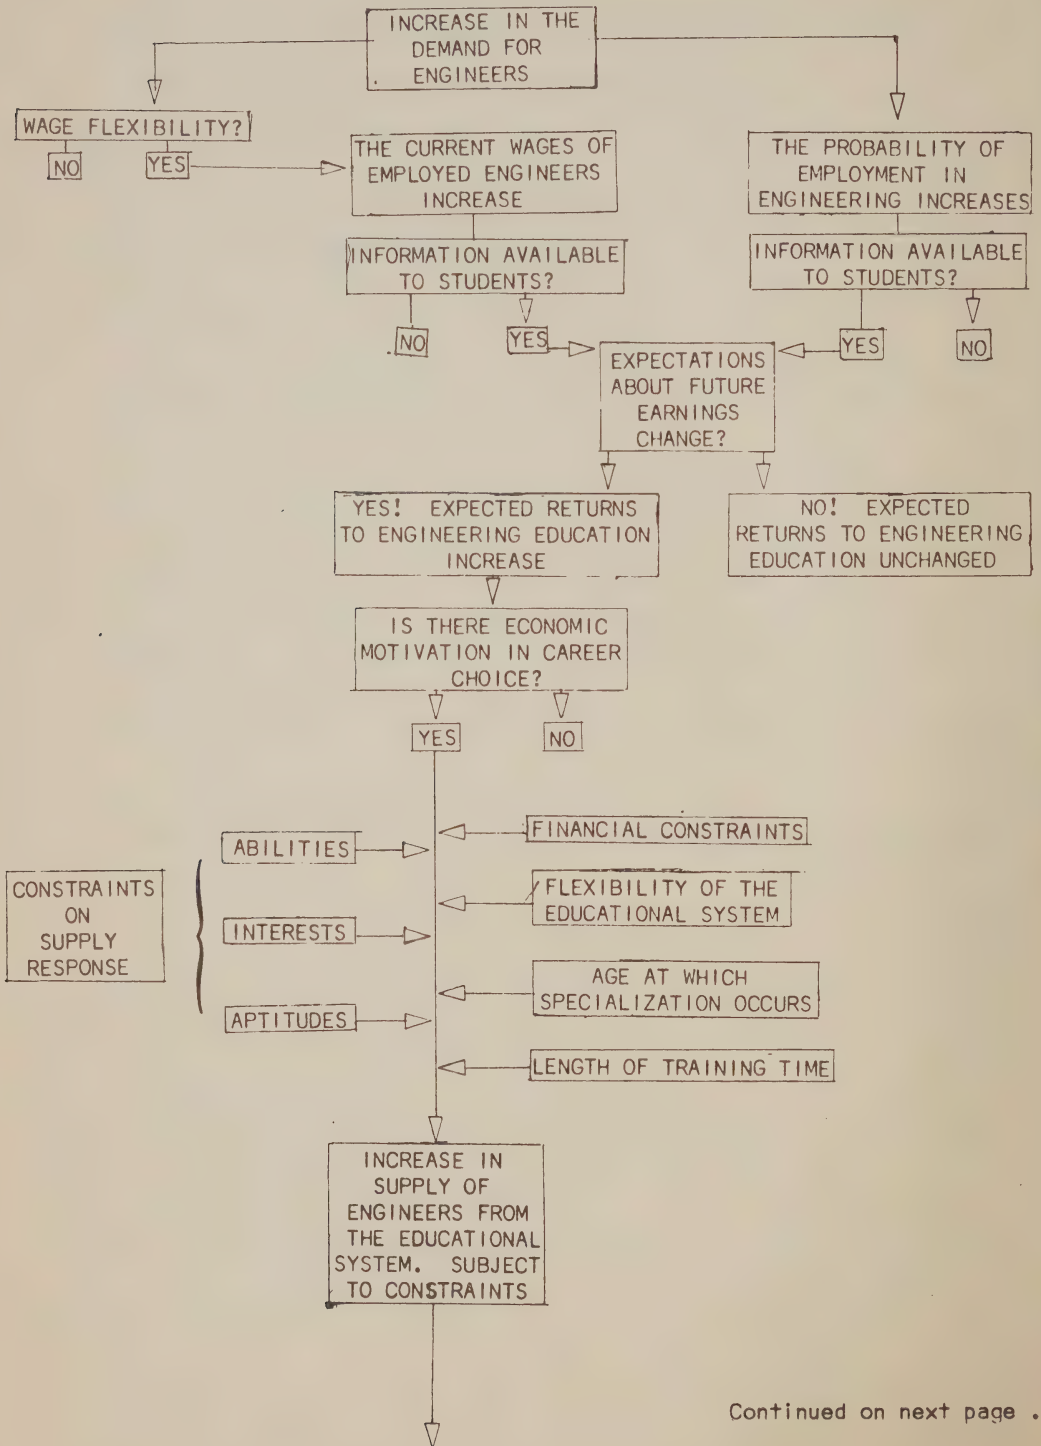 INCREASE IN THE
DEMAND FOR
ENGINEERS
WAGE FLEXIBILITY?
NO
YES
THE CURRENT WAGES OF
EMPLOYED ENGINEERS
INCREASE
THE PROBABILITY OF
EMPLOYMENT IN
ENGINEERING INCREASES
INFORMATION AVAILABLE
TO STUDENTS?
NO
YES
INFORMATION AVAILABLE
TO STUDENTS?
YES
NO
EXPECTATIONS
ABOUT FUTURE
EARNINGS
CHANGE?
YES! EXPECTED RETURNS
TO ENGINEERING EDUCATION
INCREASE
NO! EXPECTED
RETURNS TO ENGINEERING
EDUCATION UNCHANGED
IS THERE ECONOMIC
MOTIVATION IN CAREER
CHOICE?
YES
NO
CONSTRAINTS
ON
SUPPLY
RESPONSE
ABILITIES
INTERESTS
APTITUDES
FINANCIAL CONSTRAINTS
FLEXIBILITY OF THE
EDUCATIONAL SYSTEM
AGE AT WHICH
SPECIALIZATION OCCURS
LENGTH OF TRAINING TIME
INCREASE IN
SUPPLY OF
ENGINEERS FROM
THE EDUCATIONAL
SYSTEM. SUBJECT
TO CONSTRAINTS
Continued on next page .